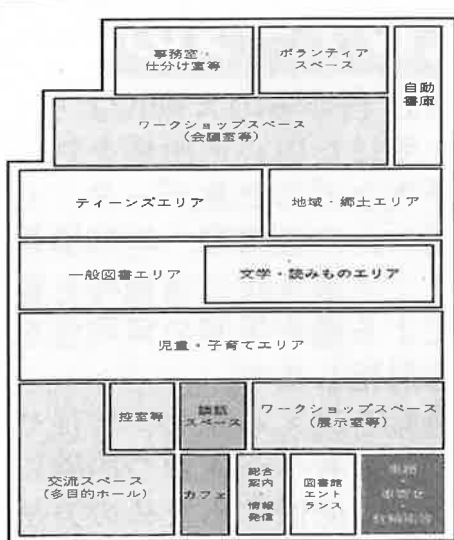 事務室・
仕分け室等
ボランティア
スペース
自動
書庫
ワークショップスペース
(会議室等)
ティーンズエリア
地域・郷土エリア
一般図書エリア
文学・読みものエリア
児童・子育てエリア
控室等
談話
スペース
ワークショップスペース
(展示室等)
交流スペース
(多目的ホール)
カフェ
総合
案内
・
情報
発信
図書館
エント
ランス
・
車寄せ
・